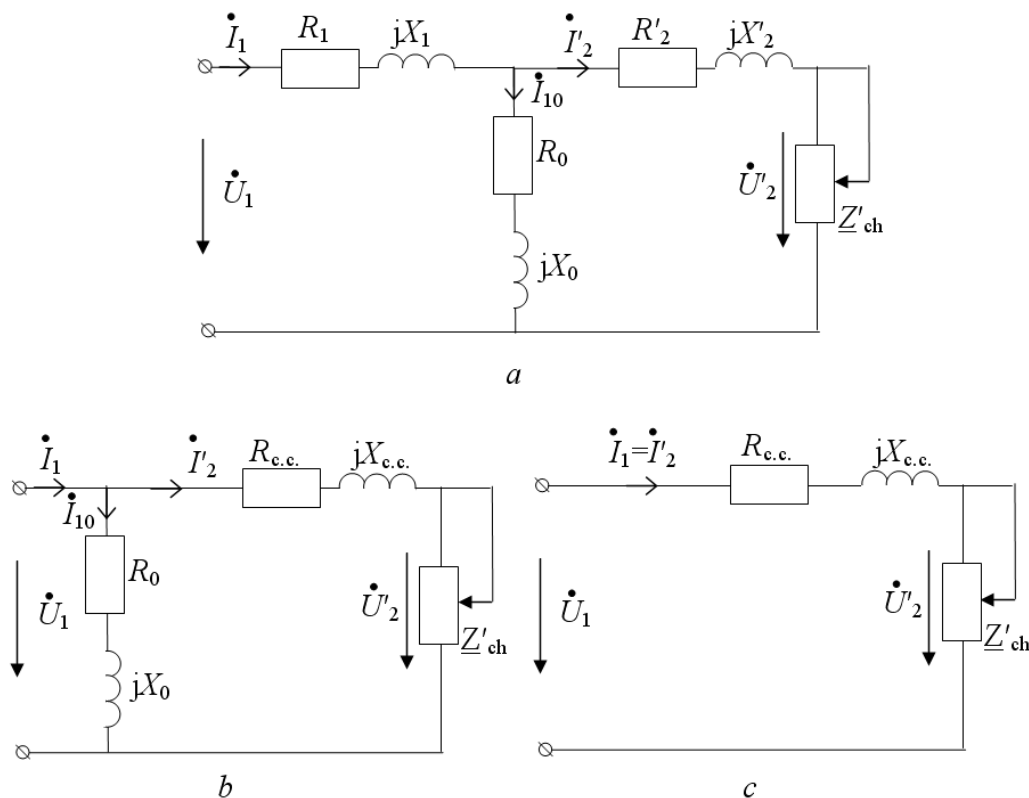 İ₁ R₁ jX₁ İ'₂ R'₂ jX'₂
İ₁₀
R₀
U̇₁ U̇'₂
Z̲'ch
jX₀
a
İ₁ İ'₂ Rc.c. jXc.c.
İ₁₀
R₀
U̇₁ U̇'₂
Z̲'ch
jX₀
b
İ₁=İ'₂ Rc.c. jXc.c.
U̇₁ U̇'₂
Z̲'ch
c